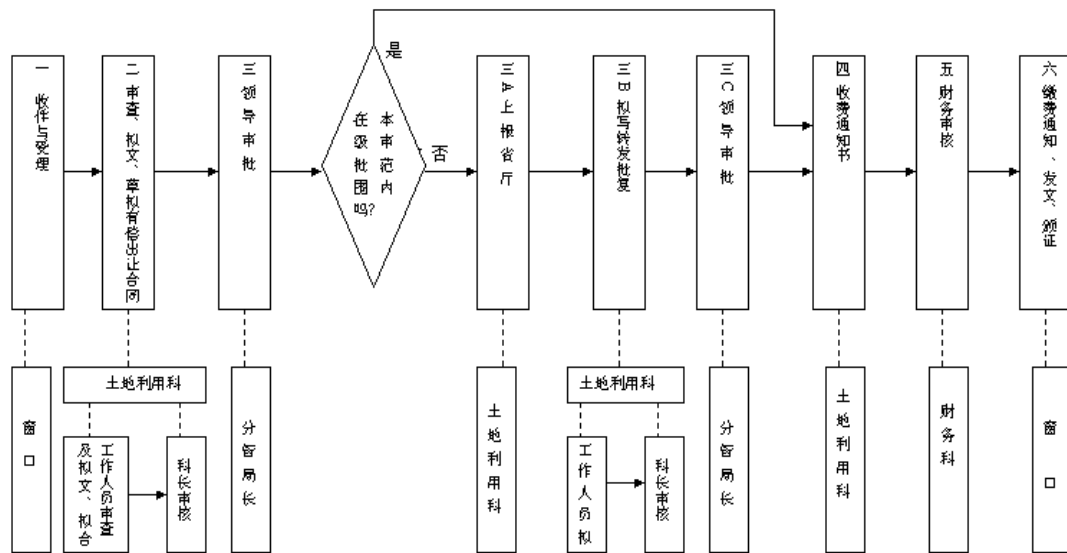 是
一 收件与受理
二 审查、拟文、草拟有偿出让合同
三 领导审批
本审范内
在级批围吗?
否
三A上报省厅
三B 拟写转发批复
三C 领导审批
四 收费通知书
五 财务审核
六 缴费通知、发文、颁证
窗口
土地利用科
工作人员审查
及拟文、拟合
科长审核
分管局长
土地利用科
土地利用科
工作人员拟
科长审核
分管局长
土地利用科
财务科
窗口